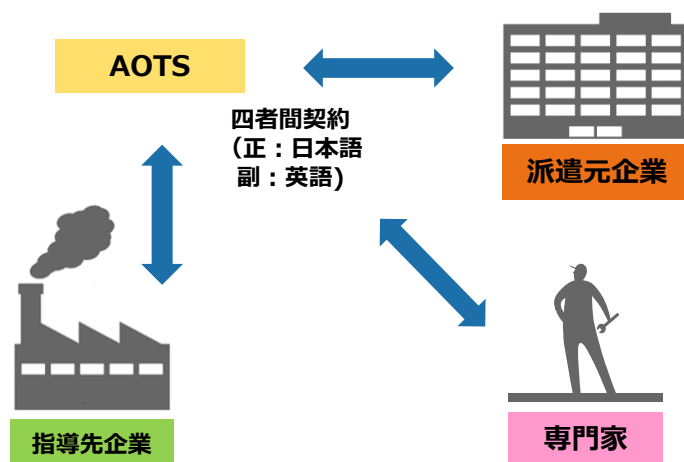 AOTS
四者間契約
（正：日本語
副：英語)
派遣元企業
指導先企業
専門家